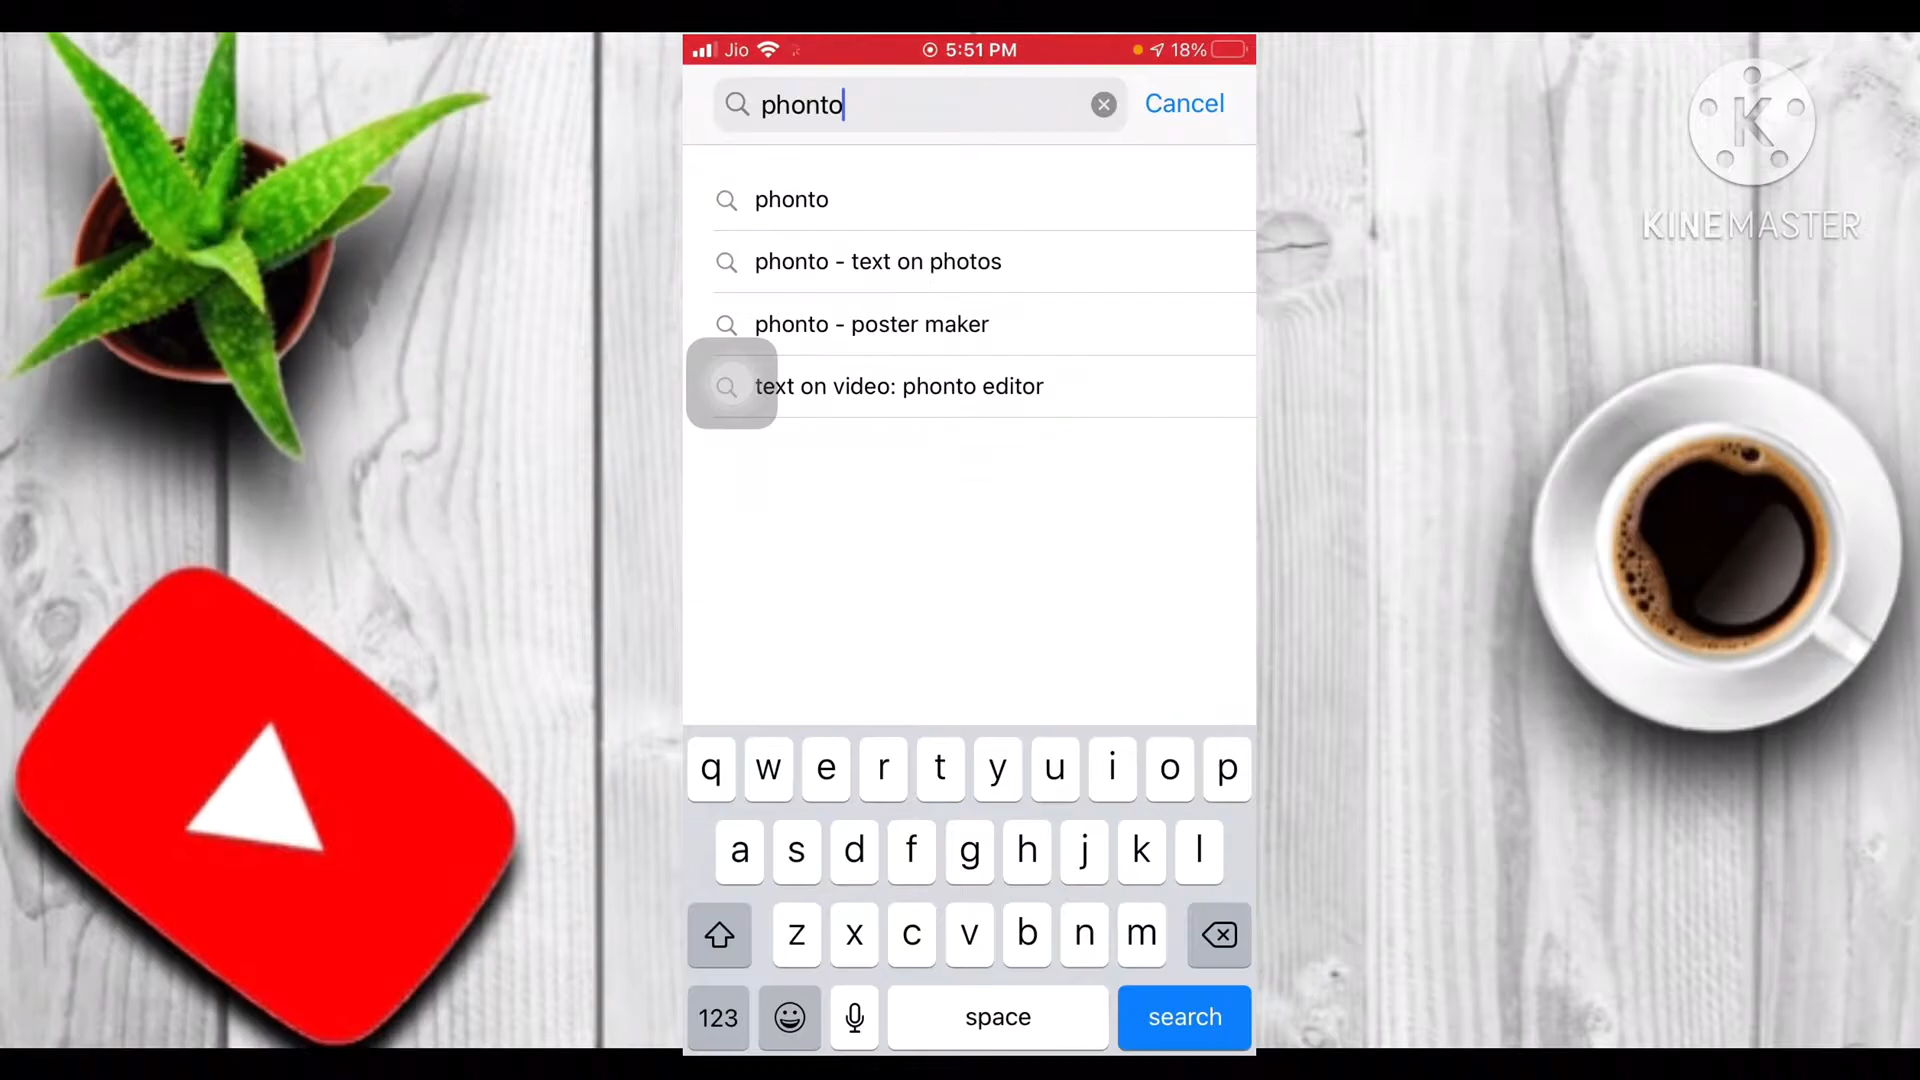 Jio 5:51 PM 18%
phonto Cancel
phonto
phonto - text on photos
phonto - poster maker
text on video: phonto editor
q w e r t y u i o p
a s d f g h j k l
z x c v b n m
123 space search
K
KINEMASTER